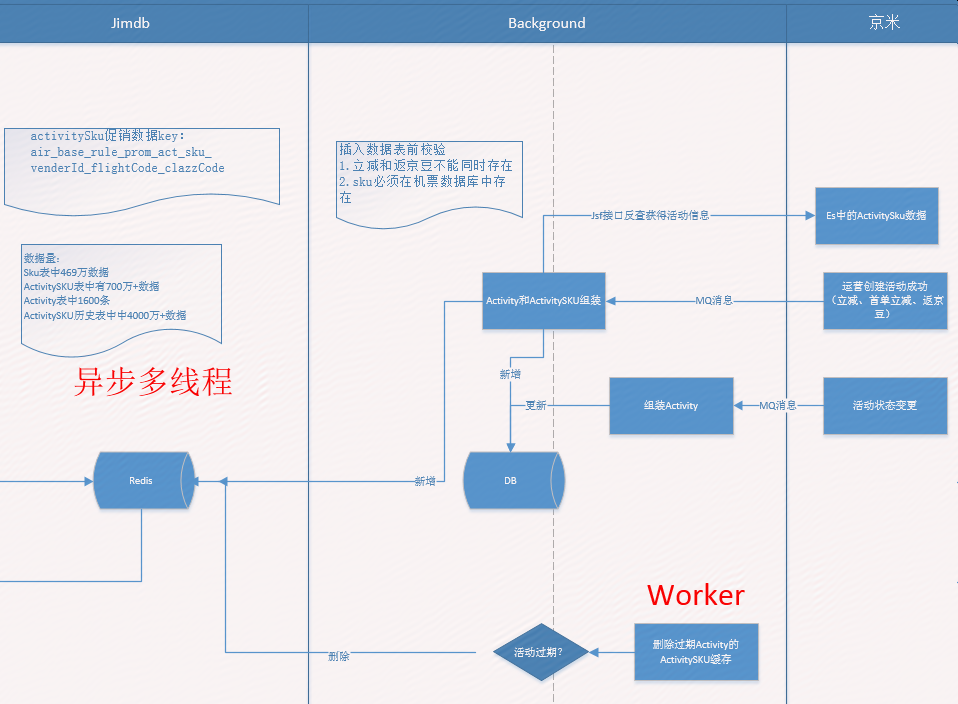 Jimdb
Background
京米
activitySku促销数据key:
air_base_rule_prom_act_sku_
venderId_flightCode_clazzCode
插入数据表前校验
1.立减和返京豆不能同时存在
2.sku必须在机票数据库中存
在
Jsf接口反查获得活动信息
Es中的ActivitySku数据
数据量:
Sku表中469万数据
ActivitySKU表中有700万+数据
Activity表中1600条
ActivitySKU历史表中中4000万+数据
Activity和ActivitySKU组装
MQ消息
运营创建活动成功
(立减、首单立减、返京
豆)
异步多线程
新增
更新
组装Activity
MQ消息
活动状态变更
Redis
新增
DB
Worker
删除
活动过期?
删除过期Activity的
ActivitySKU缓存